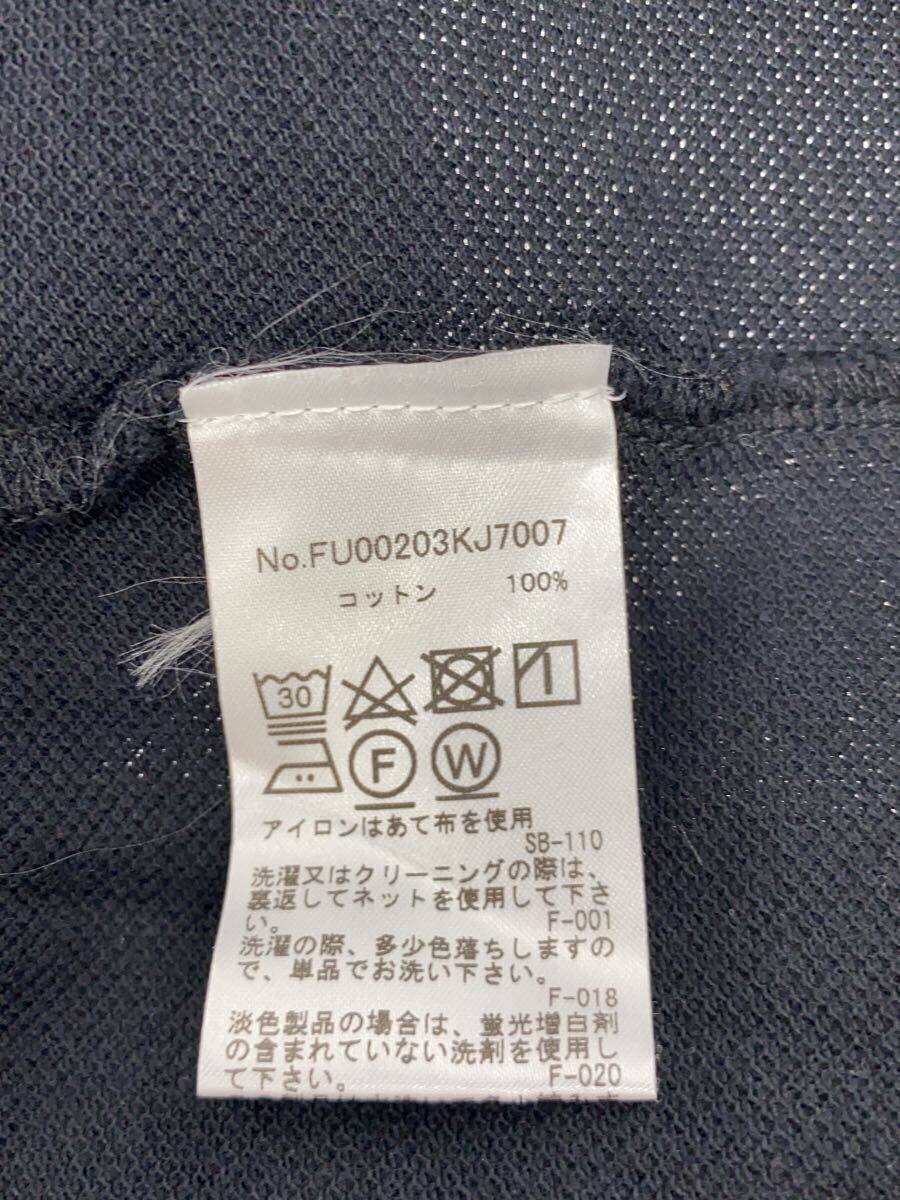 No.FU00203KJ7007
コットン 100%
30
F W
アイロンはあて布を使用
SB-110
洗濯又はクリーニングの際は、
裏返してネットを使用して下さ
い。 F-001
洗濯の際、多少色落ちしますの
で、単品でお洗い下さい。
F-018
淡色製品の場合は、蛍光増白剤
の含まれていない洗剤を使用し
て下さい。 F-020